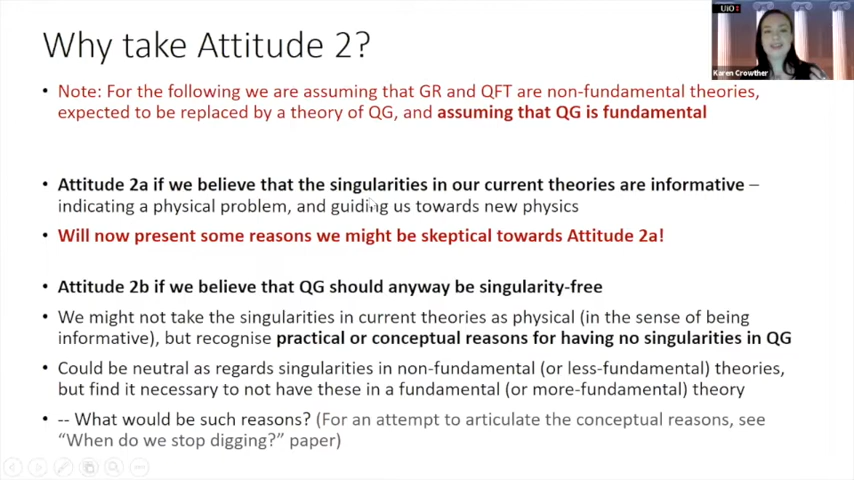 Why take Attitude 2?
UiO
Karen Crowther
• Note: For the following we are assuming that GR and QFT are non-fundamental theories,
expected to be replaced by a theory of QG, and assuming that QG is fundamental
• Attitude 2a if we believe that the singularities in our current theories are informative –
indicating a physical problem, and guiding us towards new physics
• Will now present some reasons we might be skeptical towards Attitude 2a!
• Attitude 2b if we believe that QG should anyway be singularity-free
• We might not take the singularities in current theories as physical (in the sense of being
informative), but recognise practical or conceptual reasons for having no singularities in QG
• Could be neutral as regards singularities in non-fundamental (or less-fundamental) theories,
but find it necessary to not have these in a fundamental (or more-fundamental) theory
• -- What would be such reasons? (For an attempt to articulate the conceptual reasons, see
“When do we stop digging?” paper)